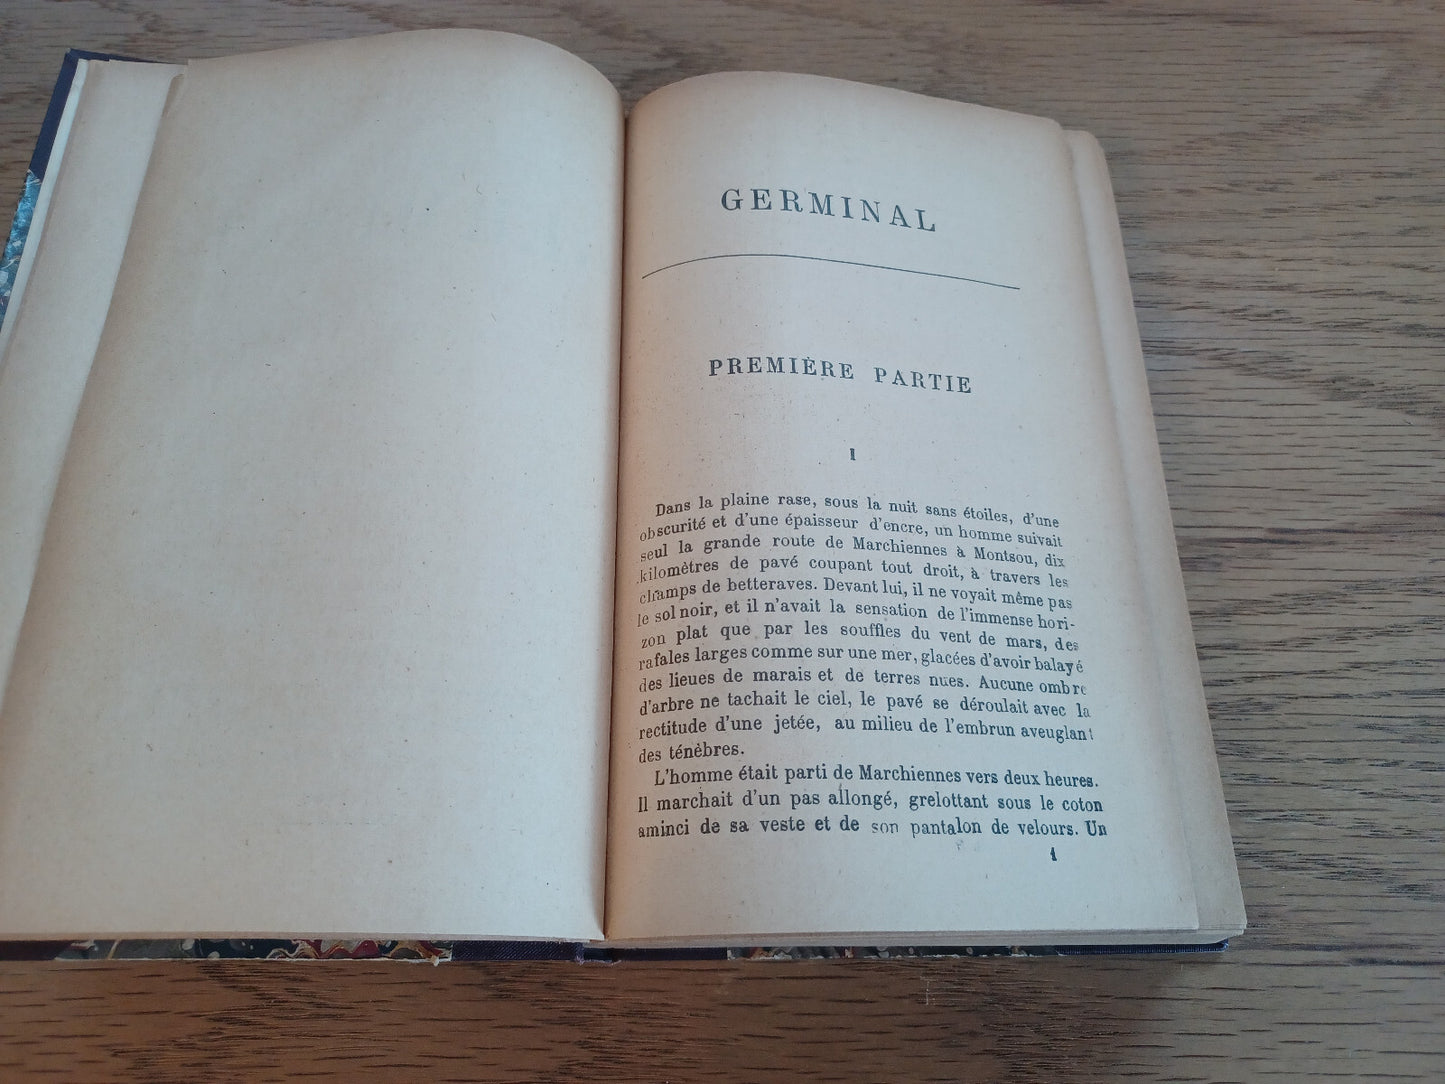 GERMINAL
PREMIÈRE PARTIE
I
Dans la plaine rase, sous la nuit sans étoiles, d'une
obscurité et d'une épaisseur d'encre, un homme suivait
seul la grande route de Marchiennes à Montsou, dix
kilomètres de pavé coupant tout droit, à travers les
champs de betteraves. Devant lui, il ne voyait même pas
le sol noir, et il n'avait la sensation de l'immense hori-
zon plat que par les souffles du vent de mars, des
rafales larges comme sur une mer, glacées d'avoir balayé
des lieues de marais et de terres nues. Aucune ombre
d'arbre ne tachait le ciel, le pavé se déroulait avec la
rectitude d'une jetée, au milieu de l'embrun aveuglant
des ténèbres.
L'homme était parti de Marchiennes vers deux heures.
Il marchait d'un pas allongé, grelottant sous le coton
aminci de sa veste et de son pantalon de velours. Un
1